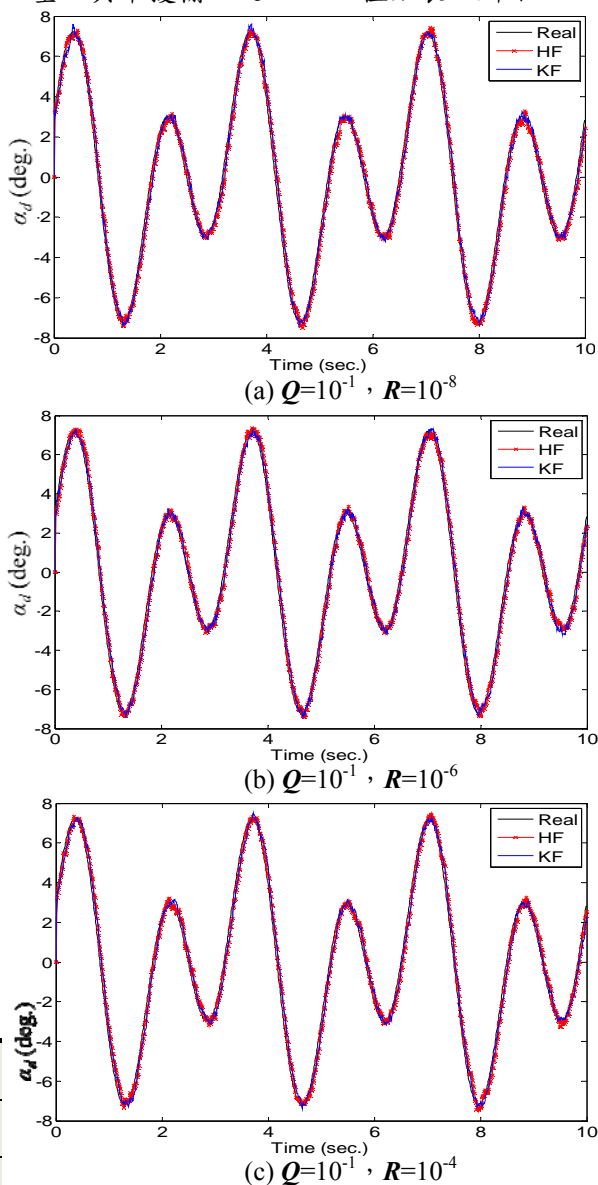 Real
HF
KF
α_d (deg.)
8
6
4
2
0
-2
-4
-6
-8
0 2 4 6 8 10
Time (sec.)
(a) Q=10⁻¹，R=10⁻⁸
Real
HF
KF
α_d (deg.)
8
6
4
2
0
-2
-4
-6
-8
0 2 4 6 8 10
Time (sec.)
(b) Q=10⁻¹，R=10⁻⁶
Real
HF
KF
α_d (deg.)
8
6
4
2
0
-2
-4
-6
-8
0 2 4 6 8 10
Time (sec.)
(c) Q=10⁻¹，R=10⁻⁴